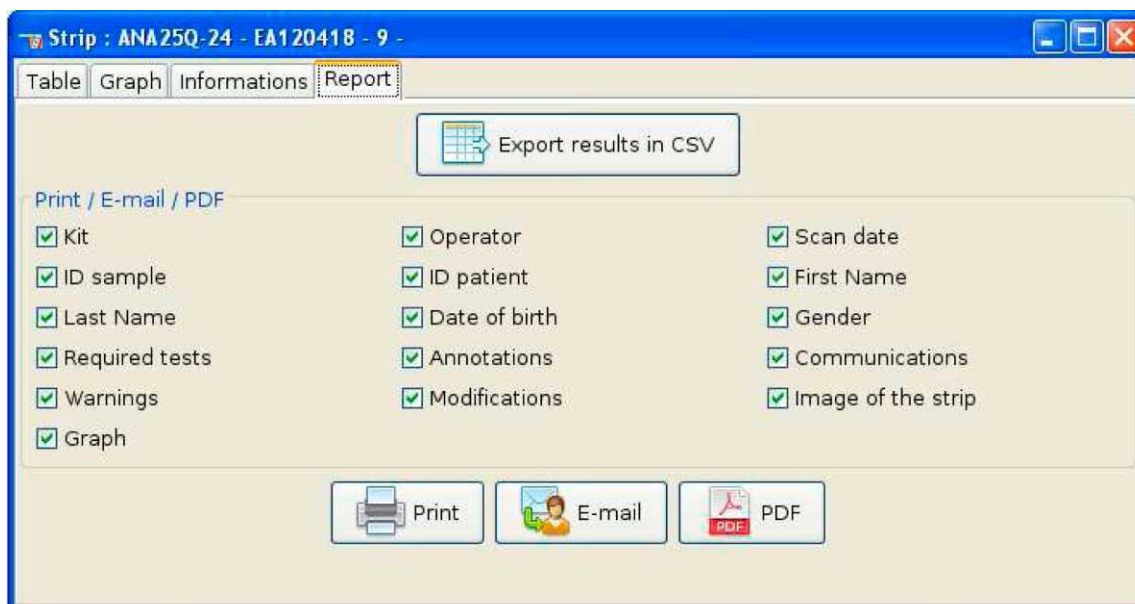 Strip : ANA25Q-24 - EA120418 - 9 -
Table Graph Informations Report
Export results in CSV
Print / E-mail / PDF
Kit Operator Scan date
ID sample ID patient First Name
Last Name Date of birth Gender
Required tests Annotations Communications
Warnings Modifications Image of the strip
Graph
Print E-mail PDF PDF